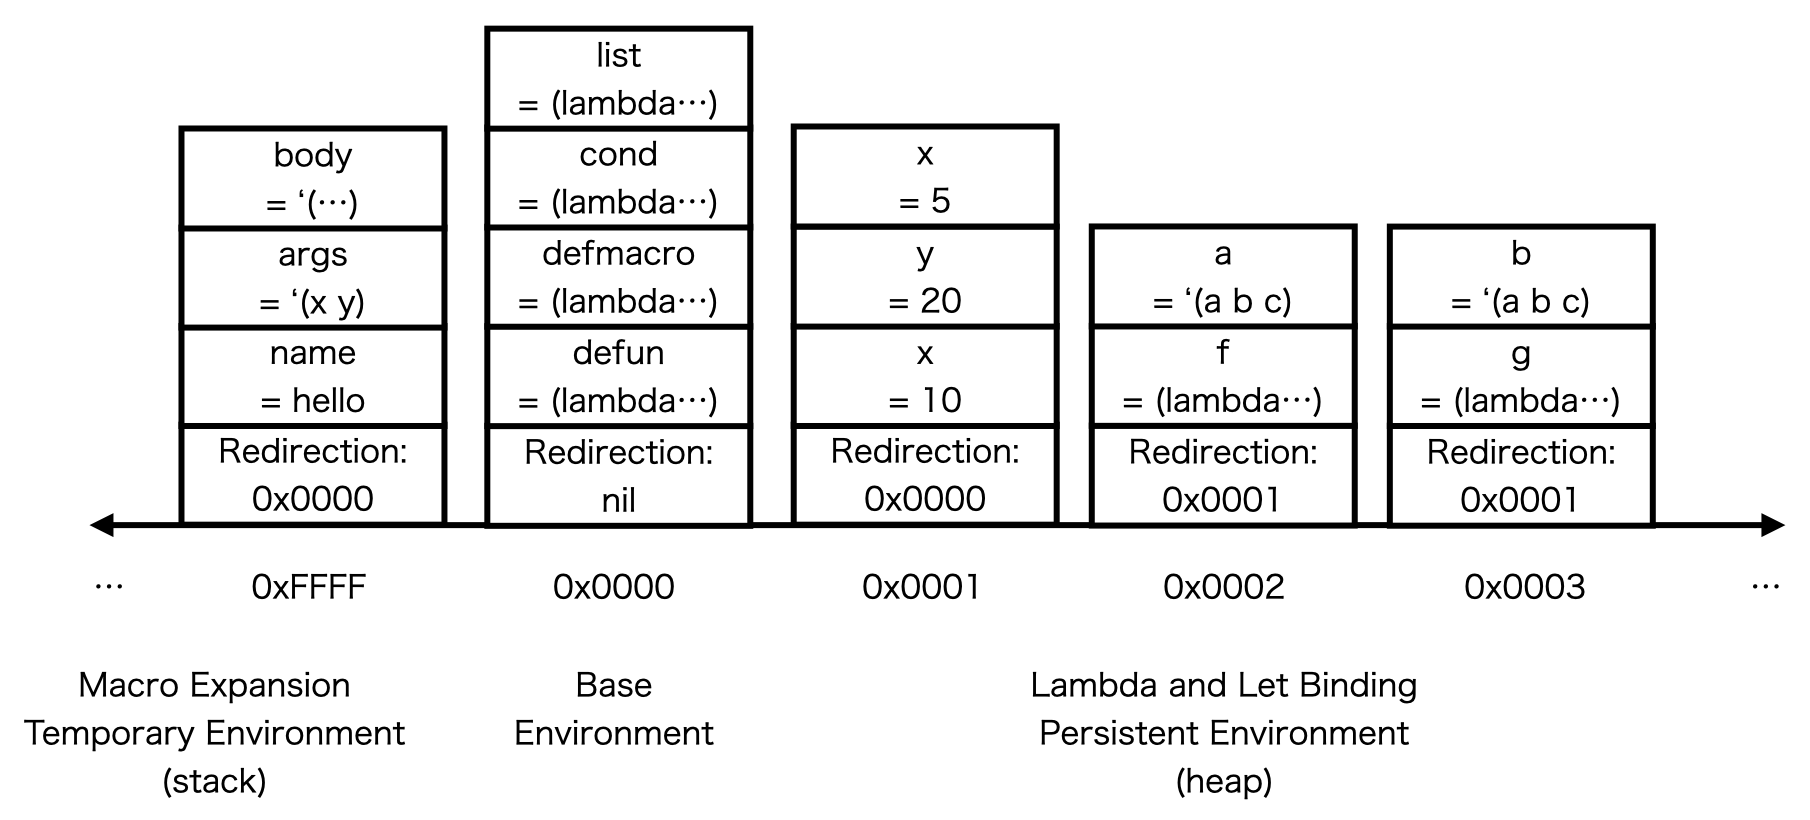 list
= (lambda…)
cond
= (lambda…)
defmacro
= (lambda…)
defun
= (lambda…)
Redirection:
nil
body
= ‘(…)
args
= ‘(x y)
name
= hello
Redirection:
0x0000
x
= 5
y
= 20
x
= 10
Redirection:
0x0000
a
= ‘(a b c)
f
= (lambda…)
Redirection:
0x0001
b
= ‘(a b c)
g
= (lambda…)
Redirection:
0x0001
… 0xFFFF 0x0000 0x0001 0x0002 0x0003 …
Macro Expansion
Temporary Environment
(stack)
Base
Environment
Lambda and Let Binding
Persistent Environment
(heap)